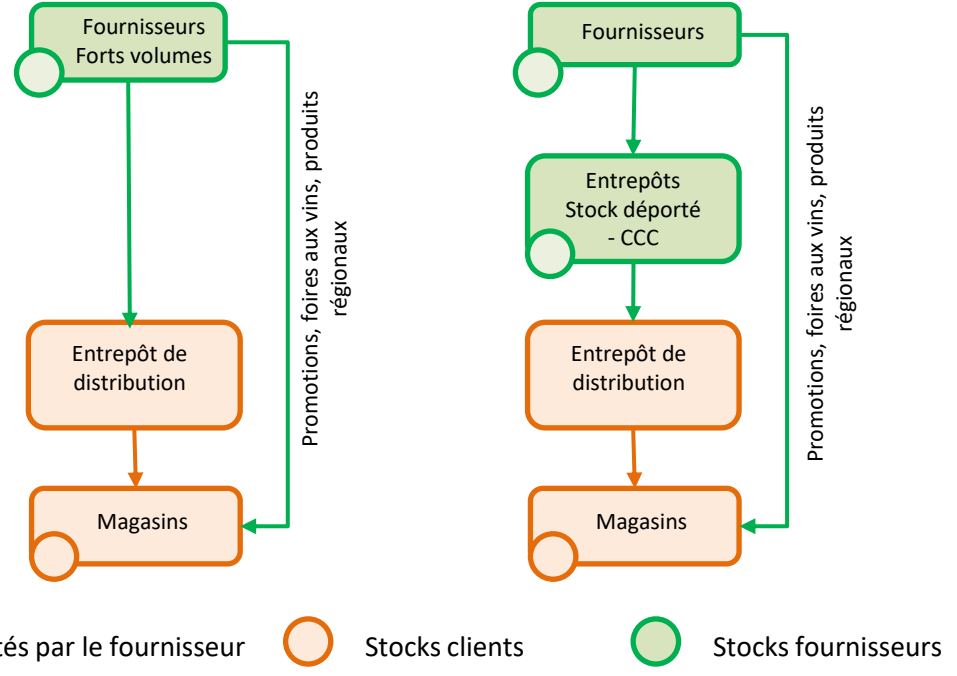 Fournisseurs
Forts volumes
Promotions, foires aux vins, produits
régionaux
Entrepôt de
distribution
Magasins
Fournisseurs
Entrepôts
Stock déporté
- CCC
Promotions, foires aux vins, produits
régionaux
Entrepôt de
distribution
Magasins
tés par le fournisseur
Stocks clients
Stocks fournisseurs